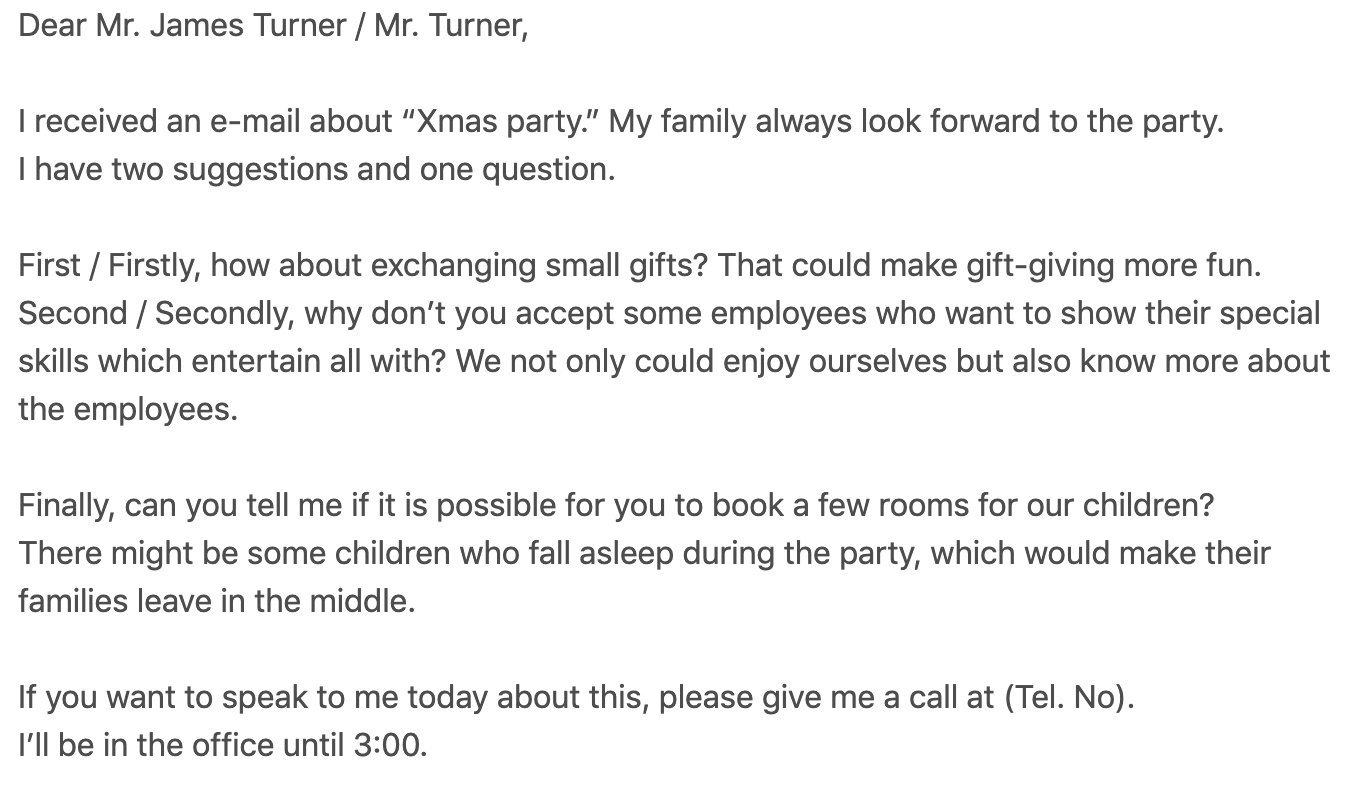 Dear Mr. James Turner / Mr. Turner,
I received an e-mail about “Xmas party.” My family always look forward to the party.
I have two suggestions and one question.
First / Firstly, how about exchanging small gifts? That could make gift-giving more fun.
Second / Secondly, why don’t you accept some employees who want to show their special
skills which entertain all with? We not only could enjoy ourselves but also know more about
the employees.
Finally, can you tell me if it is possible for you to book a few rooms for our children?
There might be some children who fall asleep during the party, which would make their
families leave in the middle.
If you want to speak to me today about this, please give me a call at (Tel. No).
I’ll be in the office until 3:00.